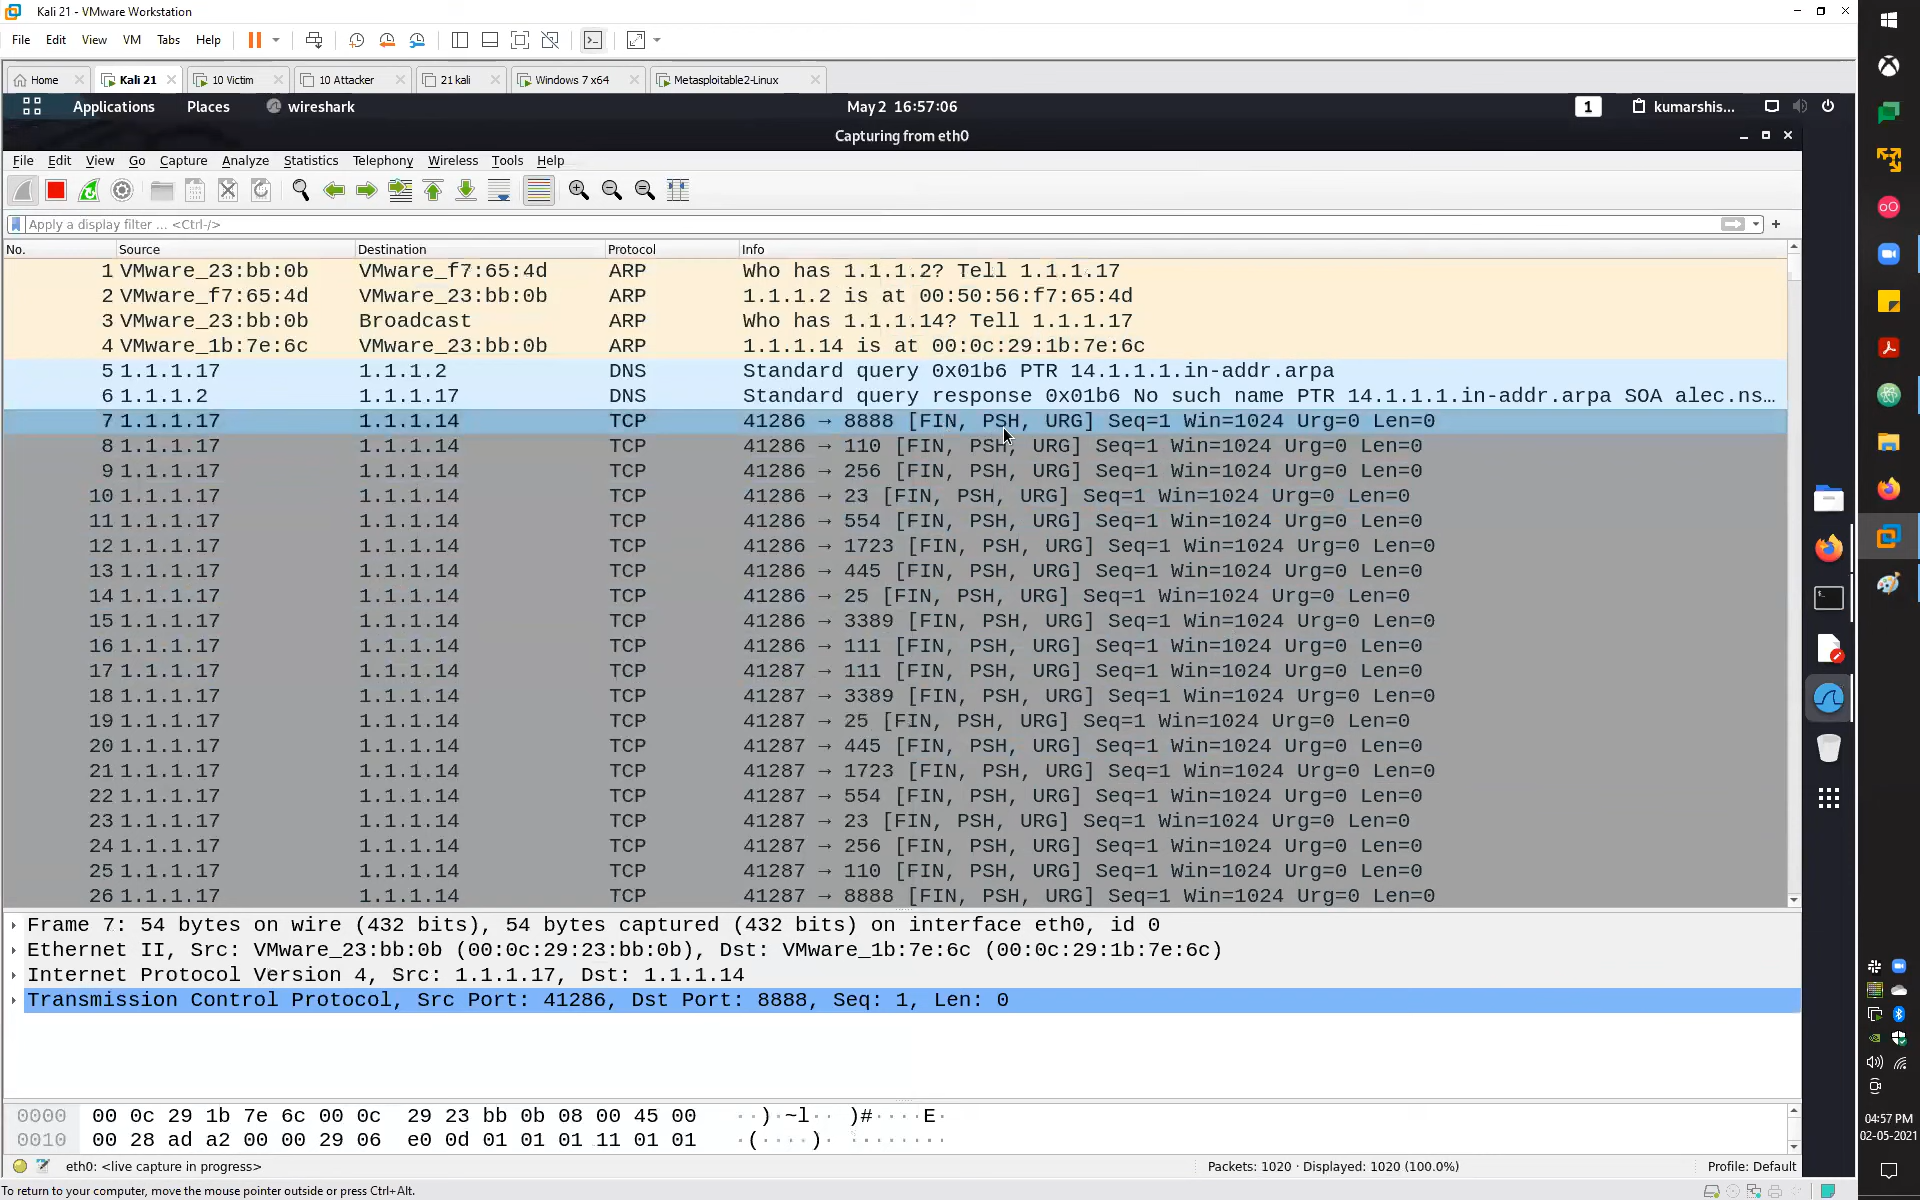 Kali 21 - VMware Workstation
File Edit View VM Tabs Help
Home Kali 21 10 Victim 10 Attacker 21 kali Windows 7 x64 Metasploitable2-Linux
Applications Places wireshark May 2 16:57:06 1 kumarshis...
Capturing from eth0
File Edit View Go Capture Analyze Statistics Telephony Wireless Tools Help
Apply a display filter ... <Ctrl-/>
No. Source Destination Protocol Info
1 VMware_23:bb:0b VMware_f7:65:4d ARP Who has 1.1.1.2? Tell 1.1.1.17
2 VMware_f7:65:4d VMware_23:bb:0b ARP 1.1.1.2 is at 00:50:56:f7:65:4d
3 VMware_23:bb:0b Broadcast ARP Who has 1.1.1.14? Tell 1.1.1.17
4 VMware_1b:7e:6c VMware_23:bb:0b ARP 1.1.1.14 is at 00:0c:29:1b:7e:6c
5 1.1.1.17 1.1.1.2 DNS Standard query 0x01b6 PTR 14.1.1.1.in-addr.arpa
6 1.1.1.2 1.1.1.17 DNS Standard query response 0x01b6 No such name PTR 14.1.1.1.in-addr.arpa SOA alec.ns…
7 1.1.1.17 1.1.1.14 TCP 41286 → 8888 [FIN, PSH, URG] Seq=1 Win=1024 Urg=0 Len=0
8 1.1.1.17 1.1.1.14 TCP 41286 → 110 [FIN, PSH, URG] Seq=1 Win=1024 Urg=0 Len=0
9 1.1.1.17 1.1.1.14 TCP 41286 → 256 [FIN, PSH, URG] Seq=1 Win=1024 Urg=0 Len=0
10 1.1.1.17 1.1.1.14 TCP 41286 → 23 [FIN, PSH, URG] Seq=1 Win=1024 Urg=0 Len=0
11 1.1.1.17 1.1.1.14 TCP 41286 → 554 [FIN, PSH, URG] Seq=1 Win=1024 Urg=0 Len=0
12 1.1.1.17 1.1.1.14 TCP 41286 → 1723 [FIN, PSH, URG] Seq=1 Win=1024 Urg=0 Len=0
13 1.1.1.17 1.1.1.14 TCP 41286 → 445 [FIN, PSH, URG] Seq=1 Win=1024 Urg=0 Len=0
14 1.1.1.17 1.1.1.14 TCP 41286 → 25 [FIN, PSH, URG] Seq=1 Win=1024 Urg=0 Len=0
15 1.1.1.17 1.1.1.14 TCP 41286 → 3389 [FIN, PSH, URG] Seq=1 Win=1024 Urg=0 Len=0
16 1.1.1.17 1.1.1.14 TCP 41286 → 111 [FIN, PSH, URG] Seq=1 Win=1024 Urg=0 Len=0
17 1.1.1.17 1.1.1.14 TCP 41287 → 111 [FIN, PSH, URG] Seq=1 Win=1024 Urg=0 Len=0
18 1.1.1.17 1.1.1.14 TCP 41287 → 3389 [FIN, PSH, URG] Seq=1 Win=1024 Urg=0 Len=0
19 1.1.1.17 1.1.1.14 TCP 41287 → 25 [FIN, PSH, URG] Seq=1 Win=1024 Urg=0 Len=0
20 1.1.1.17 1.1.1.14 TCP 41287 → 445 [FIN, PSH, URG] Seq=1 Win=1024 Urg=0 Len=0
21 1.1.1.17 1.1.1.14 TCP 41287 → 1723 [FIN, PSH, URG] Seq=1 Win=1024 Urg=0 Len=0
22 1.1.1.17 1.1.1.14 TCP 41287 → 554 [FIN, PSH, URG] Seq=1 Win=1024 Urg=0 Len=0
23 1.1.1.17 1.1.1.14 TCP 41287 → 23 [FIN, PSH, URG] Seq=1 Win=1024 Urg=0 Len=0
24 1.1.1.17 1.1.1.14 TCP 41287 → 256 [FIN, PSH, URG] Seq=1 Win=1024 Urg=0 Len=0
25 1.1.1.17 1.1.1.14 TCP 41287 → 110 [FIN, PSH, URG] Seq=1 Win=1024 Urg=0 Len=0
26 1.1.1.17 1.1.1.14 TCP 41287 → 8888 [FIN, PSH, URG] Seq=1 Win=1024 Urg=0 Len=0
Frame 7: 54 bytes on wire (432 bits), 54 bytes captured (432 bits) on interface eth0, id 0
Ethernet II, Src: VMware_23:bb:0b (00:0c:29:23:bb:0b), Dst: VMware_1b:7e:6c (00:0c:29:1b:7e:6c)
Internet Protocol Version 4, Src: 1.1.1.17, Dst: 1.1.1.14
Transmission Control Protocol, Src Port: 41286, Dst Port: 8888, Seq: 1, Len: 0
0000 00 0c 29 1b 7e 6c 00 0c 29 23 bb 0b 08 00 45 00 ··)·~l·· )#····E·
0010 00 28 ad a2 00 00 29 06 e0 0d 01 01 01 11 01 01 ·(····)· ········
eth0: <live capture in progress> Packets: 1020 · Displayed: 1020 (100.0%) Profile: Default
To return to your computer, move the mouse pointer outside or press Ctrl+Alt.
04:57 PM
02-05-2021